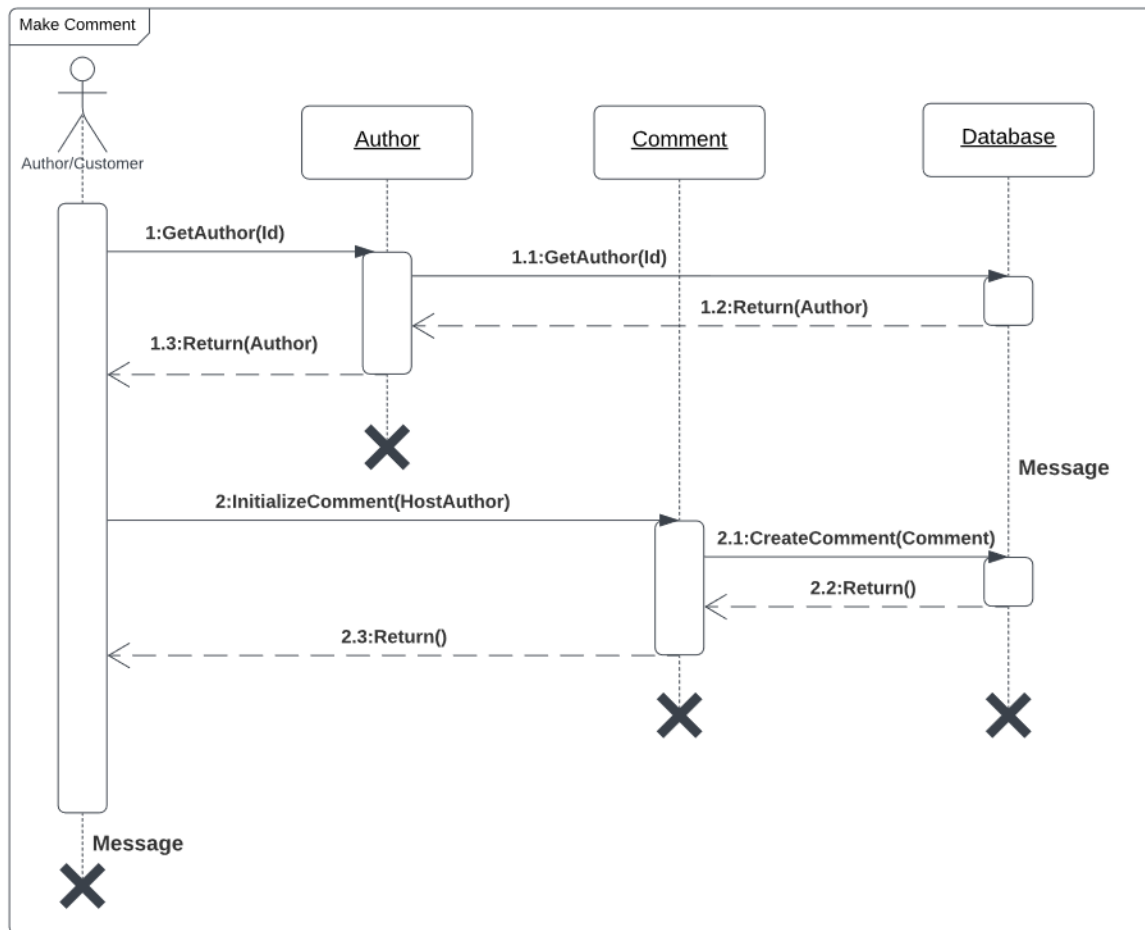 Make Comment
Author/Customer
Author
Comment
Database
1:GetAuthor(Id)
1.1:GetAuthor(Id)
1.2:Return(Author)
1.3:Return(Author)
Message
2:InitializeComment(HostAuthor)
2.1:CreateComment(Comment)
2.2:Return()
2.3:Return()
Message